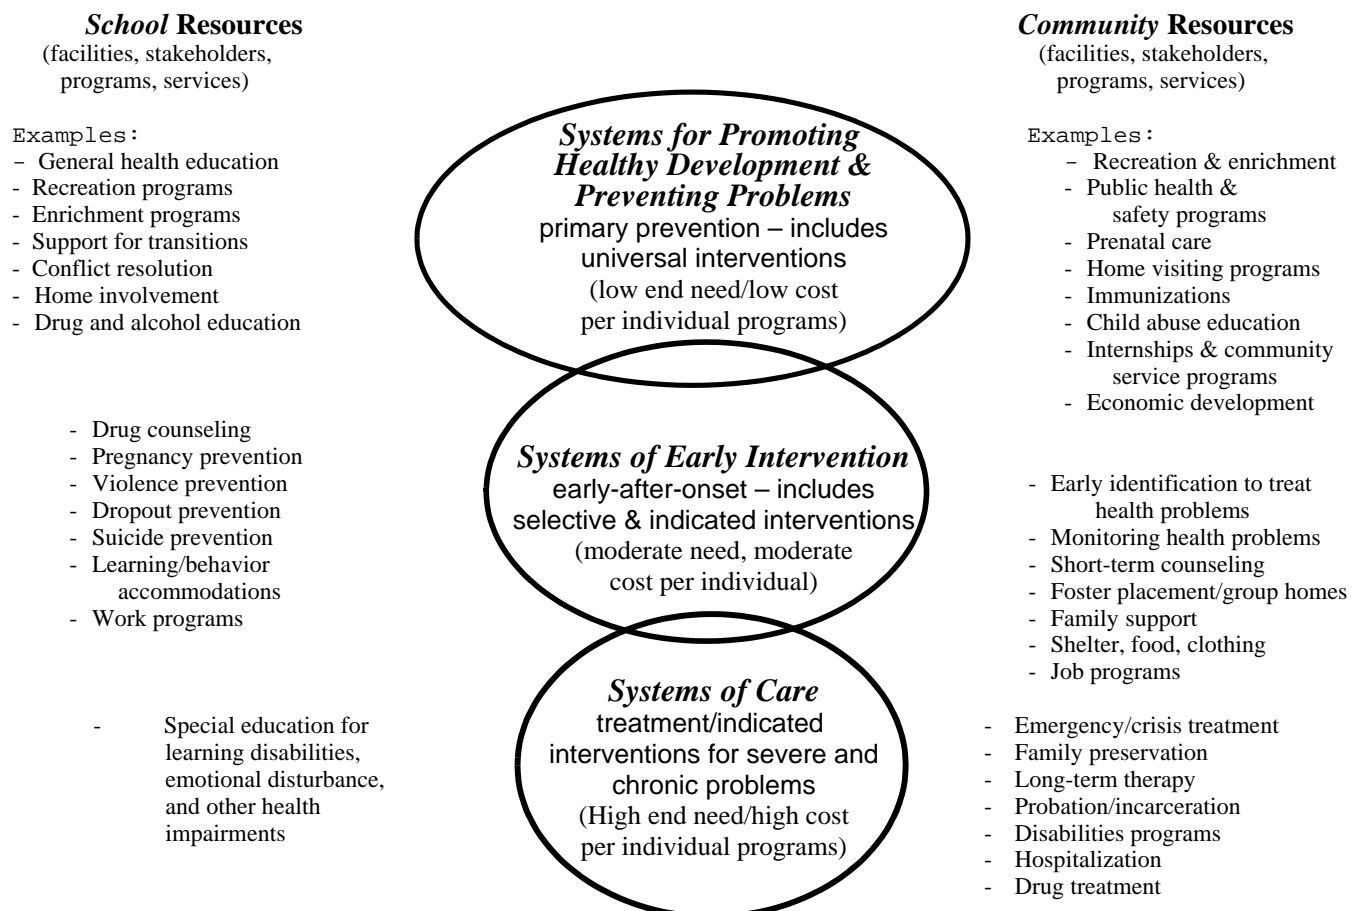 School Resources
(facilities, stakeholders,
programs, services)
Examples:
- General health education
- Recreation programs
- Enrichment programs
- Support for transitions
- Conflict resolution
- Home involvement
- Drug and alcohol education
- Drug counseling
- Pregnancy prevention
- Violence prevention
- Dropout prevention
- Suicide prevention
- Learning/behavior
accommodations
- Work programs
- Special education for
learning disabilities,
emotional disturbance,
and other health
impairments
Systems for Promoting
Healthy Development &
Preventing Problems
primary prevention – includes
universal interventions
(low end need/low cost
per individual programs)
Systems of Early Intervention
early-after-onset – includes
selective & indicated interventions
(moderate need, moderate
cost per individual)
Systems of Care
treatment/indicated
interventions for severe and
chronic problems
(High end need/high cost
per individual programs)
Community Resources
(facilities, stakeholders,
programs, services)
Examples:
- Recreation & enrichment
- Public health &
safety programs
- Prenatal care
- Home visiting programs
- Immunizations
- Child abuse education
- Internships & community
service programs
- Economic development
- Early identification to treat
health problems
- Monitoring health problems
- Short-term counseling
- Foster placement/group homes
- Family support
- Shelter, food, clothing
- Job programs
- Emergency/crisis treatment
- Family preservation
- Long-term therapy
- Probation/incarceration
- Disabilities programs
- Hospitalization
- Drug treatment